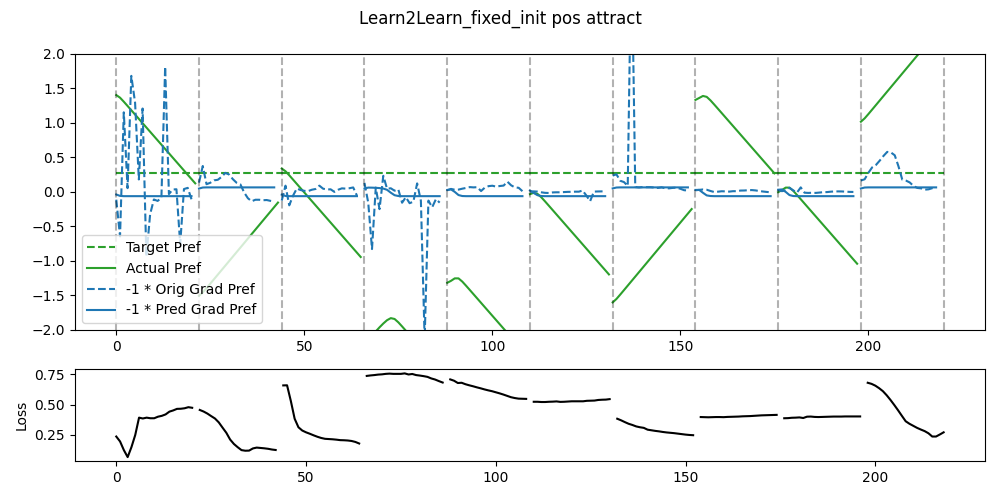 Learn2Learn_fixed_init pos attract
2.0
1.5
1.0
0.5
0.0
−0.5
−1.0
−1.5
−2.0
Target Pref
Actual Pref
-1 * Orig Grad Pref
-1 * Pred Grad Pref
0 50 100 150 200
Loss
0.75
0.50
0.25
0 50 100 150 200